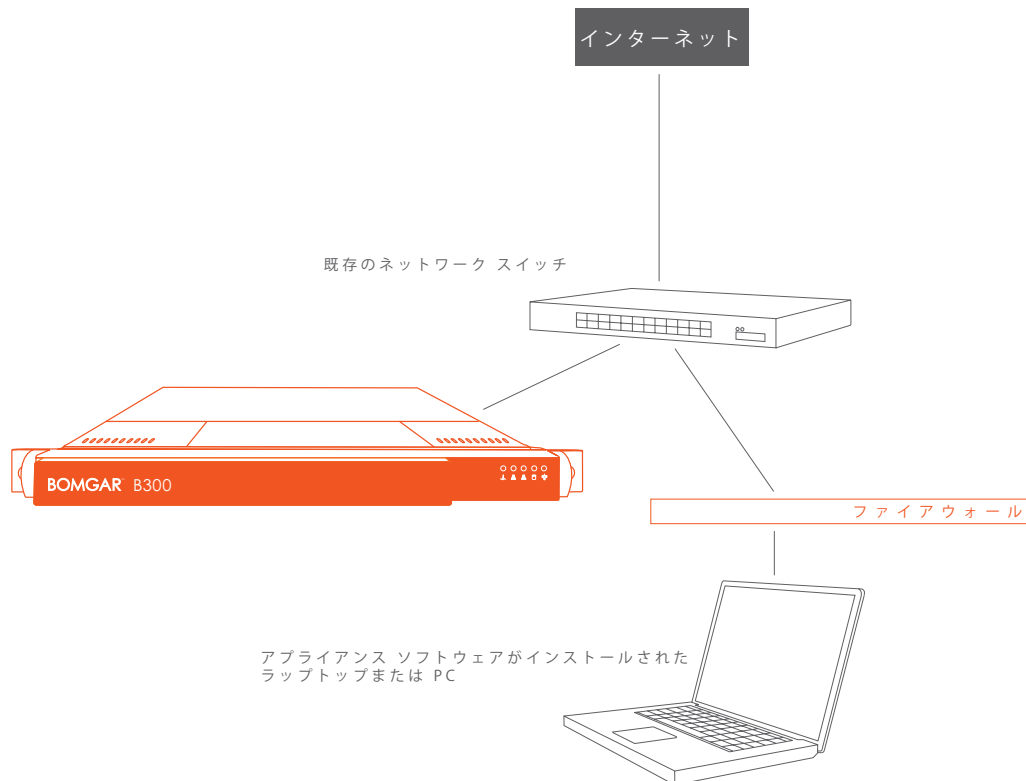 インターネット
既存のネットワーク スイッチ
BOMGAR B300
ファイアウォール
アプライアンス ソフトウェアがインストールされた
ラップトップまたは PC